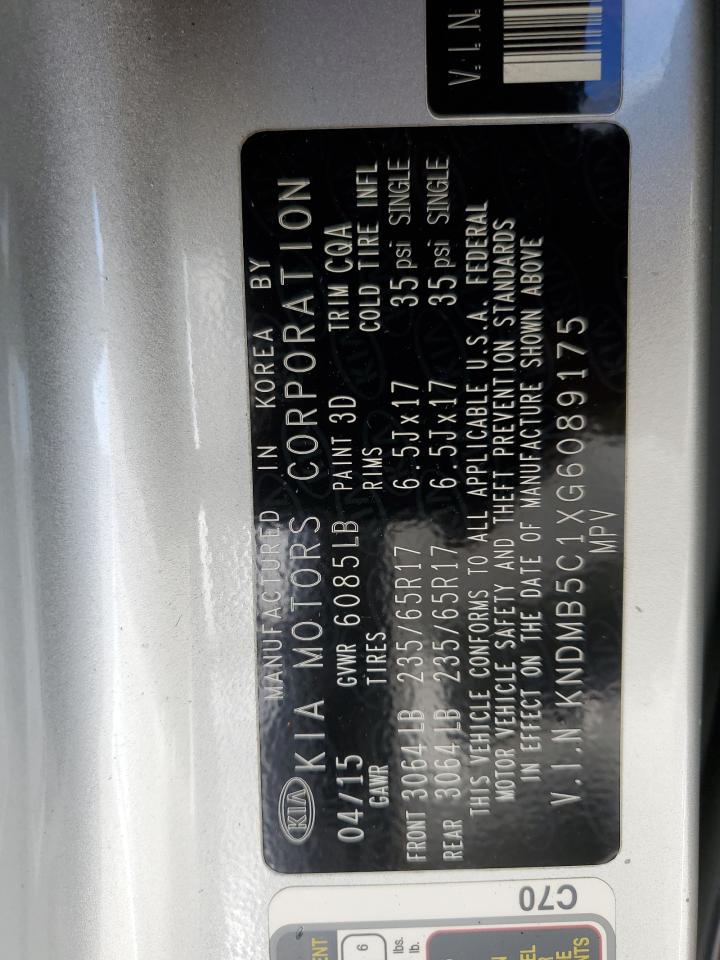 V.I.N.
MANUFACTURED IN KOREA BY
KIA KIA MOTORS CORPORATION
04/15 GVWR 6085LB PAINT 3D TRIM CQA
GAWR TIRES RIMS COLD TIRE INFL
FRONT 3064LB 235/65R17 6.5Jx17 35psi SINGLE
REAR 3064LB 235/65R17 6.5Jx17 35psi SINGLE
THIS VEHICLE CONFORMS TO ALL APPLICABLE U.S.A. FEDERAL
MOTOR VEHICLE SAFETY AND THEFT PREVENTION STANDARDS
IN EFFECT ON THE DATE OF MANUFACTURE SHOWN ABOVE
V.I.N KNDMB5C1XG6089175
MPV
C70
6
lbs.
lb.